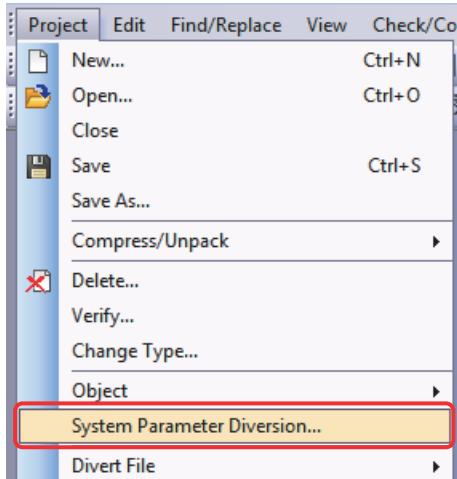 Project Edit Find/Replace View Check/Co
New... Ctrl+N
Open... Ctrl+O
Close
Save Ctrl+S
Save As...
Compress/Unpack
Delete...
Verify...
Change Type...
Object
System Parameter Diversion...
Divert File